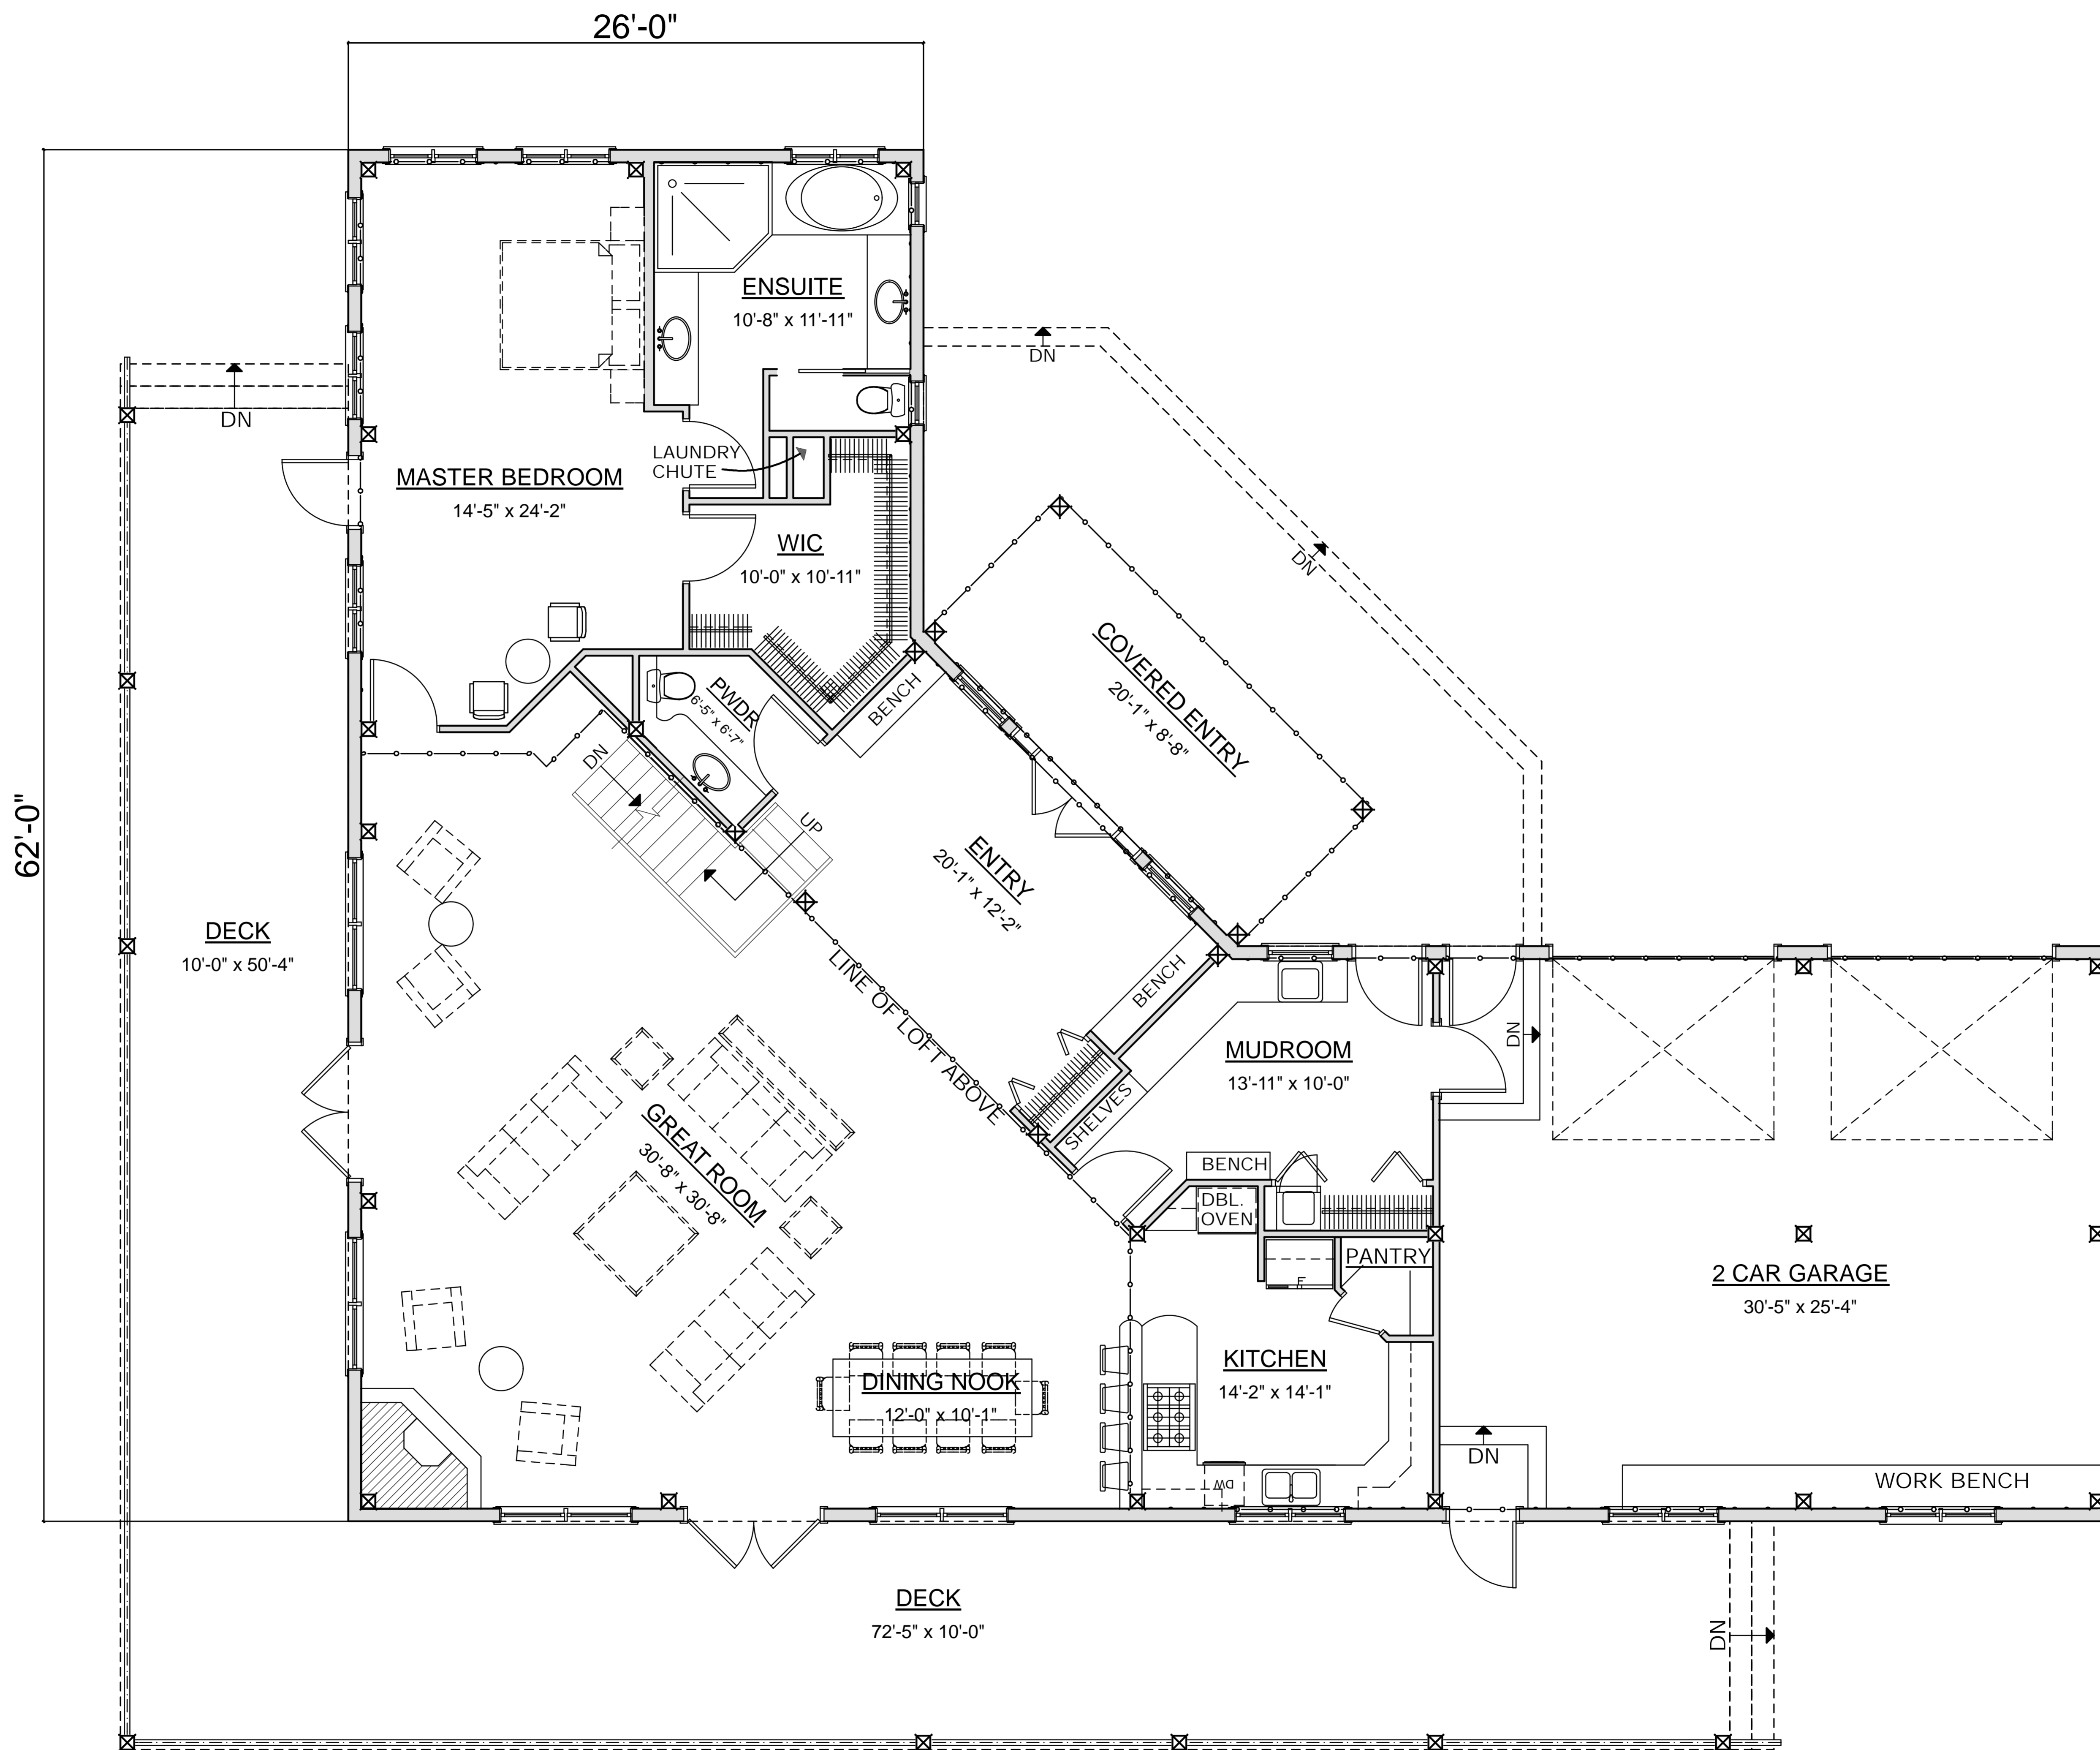 26'-0"
62'-0"
ENSUITE
10'-8" x 11'-11"
DN
DN
LAUNDRY
CHUTE
MASTER BEDROOM
14'-5" x 24'-2"
WIC
10'-0" x 10'-11"
DN
COVERED ENTRY
20'-1" x 8'-8"
PWDR
6'-5" x 6'-7"
BENCH
DN
UP
ENTRY
20'-1" x 12'-2"
DECK
10'-0" x 50'-4"
LINE OF LOFT ABOVE
BENCH
DN
MUDROOM
13'-11" x 10'-0"
SHELVES
GREAT ROOM
30'-8" x 30'-8"
BENCH
DBL.
OVEN
PANTRY
F
2 CAR GARAGE
30'-5" x 25'-4"
KITCHEN
14'-2" x 14'-1"
DINING NOOK
12'-0" x 10'-1"
DN
DW
WORK BENCH
DECK
72'-5" x 10'-0"
DN